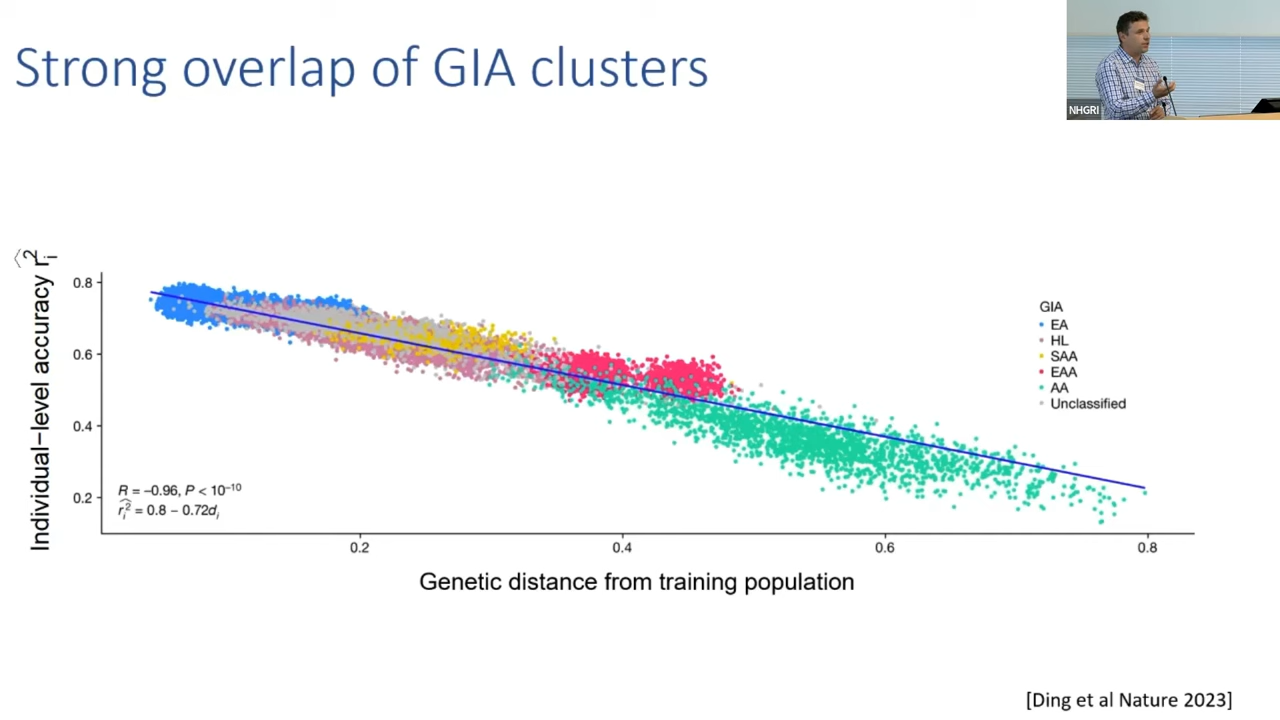 Strong overlap of GIA clusters
NHGRI
Individual-level accuracy r̂ᵢ²
0.8
0.6
0.4
0.2
R = –0.96, P < 10⁻¹⁰
r̂ᵢ² = 0.8 – 0.72dᵢ
0.2
0.4
0.6
0.8
Genetic distance from training population
GIA
EA
HL
SAA
EAA
AA
Unclassified
[Ding et al Nature 2023]